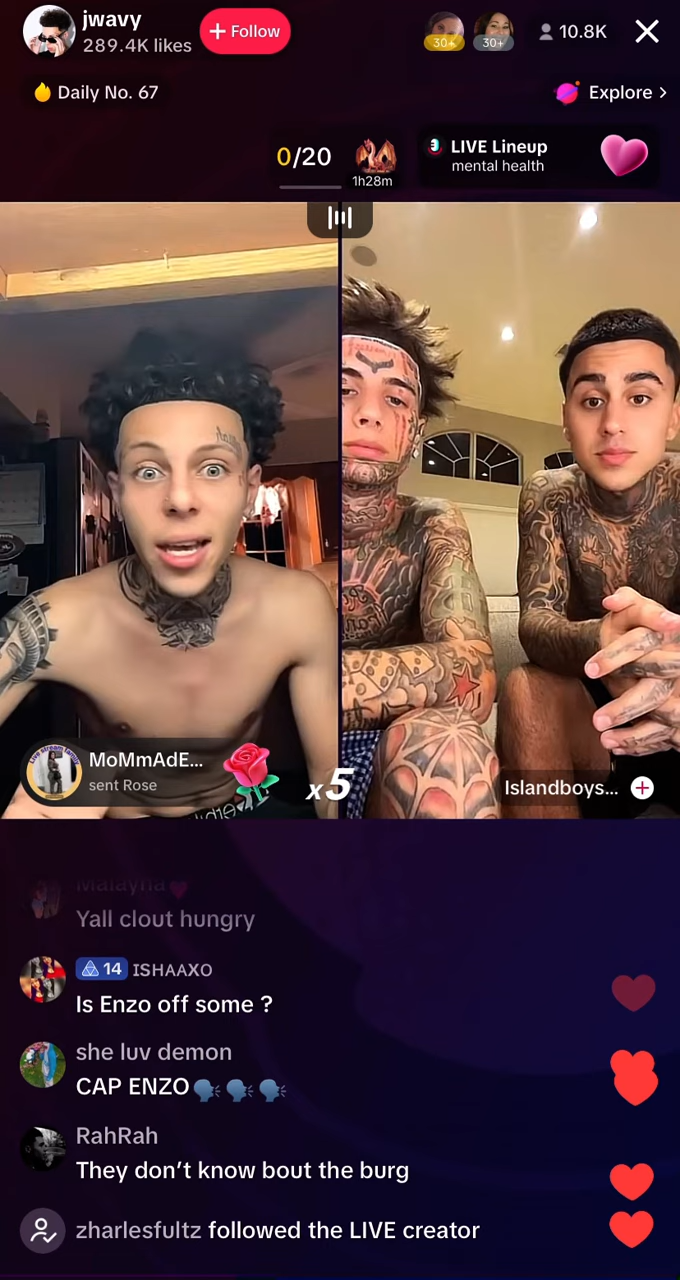 jwavy
289.4K likes
+ Follow
30+
30+
10.8K
Daily No. 67
Explore >
0/20
1h28m
LIVE Lineup
mental health
MoMmAdE...
sent Rose
x5
Islandboys...
Malayna
Yall clout hungry
14 ISHAAXO
Is Enzo off some ?
she luv demon
CAP ENZO🗣️🗣️🗣️
RahRah
They don’t know bout the burg
zharlesfultz followed the LIVE creator